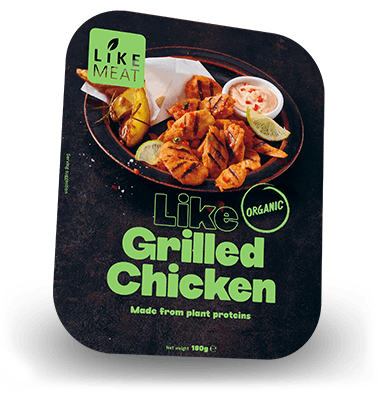 LIKE
MEAT
Serving suggestion
Like
ORGANIC
Grilled
Chicken
Made from plant proteins
Net weight 180g ℮